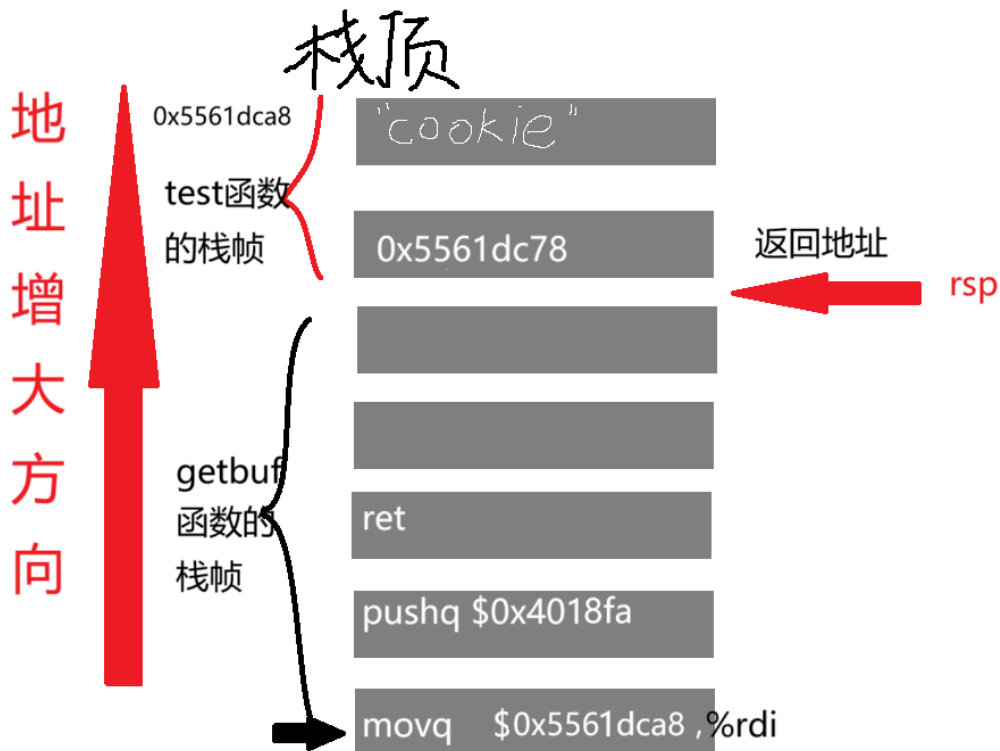 栈顶
地址增大方向
0x5561dca8
"cookie"
test函数
的栈帧
0x5561dc78
返回地址
rsp
getbuf
函数的
栈帧
ret
pushq $0x4018fa
movq $0x5561dca8 ,%rdi